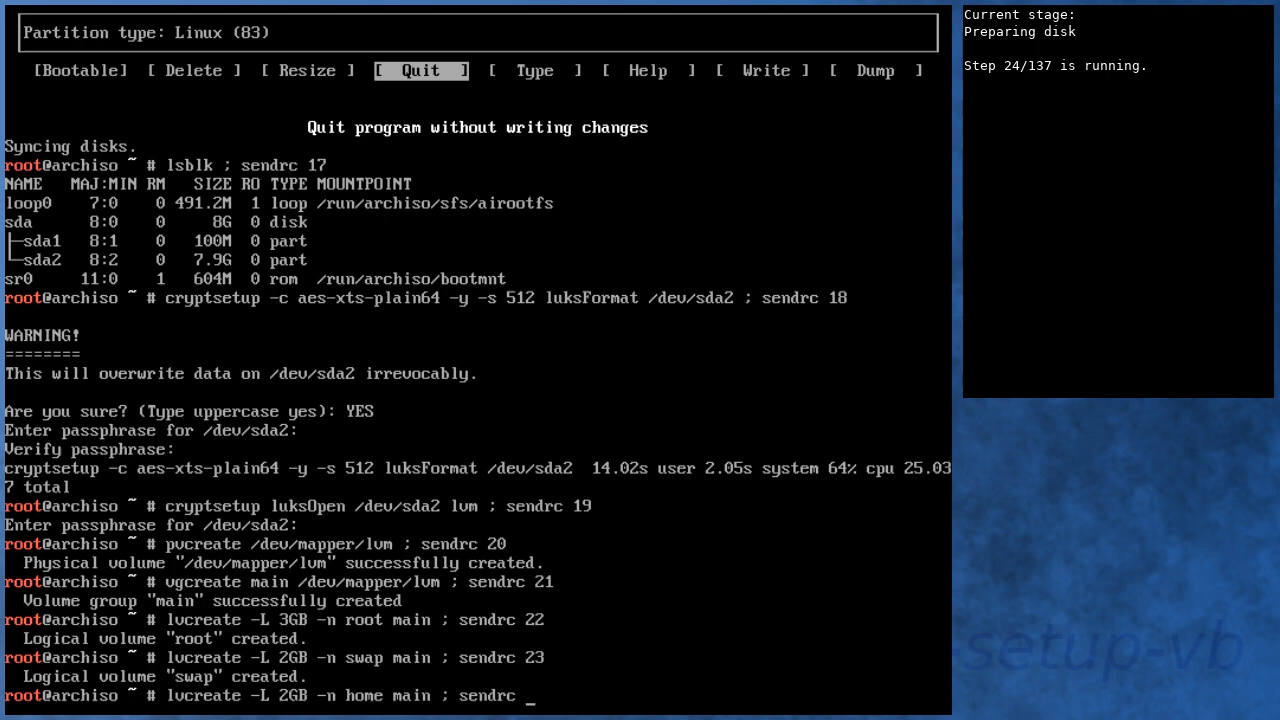 Partition type: Linux (83)
[Bootable]  [ Delete ]  [ Resize ]  [  Quit  ]  [  Type  ]  [  Help  ]  [  Write ]  [  Dump  ]
Quit program without writing changes
Syncing disks.
root@archiso ~ # lsblk ; sendrc 17
NAME   MAJ:MIN RM   SIZE RO TYPE MOUNTPOINT
loop0    7:0    0 491.2M  1 loop /run/archiso/sfs/airootfs
sda      8:0    0     8G  0 disk
├─sda1   8:1    0   100M  0 part
└─sda2   8:2    0   7.9G  0 part
sr0     11:0    1   604M  0 rom  /run/archiso/bootmnt
root@archiso ~ # cryptsetup -c aes-xts-plain64 -y -s 512 luksFormat /dev/sda2 ; sendrc 18
WARNING!
========
This will overwrite data on /dev/sda2 irrevocably.
Are you sure? (Type uppercase yes): YES
Enter passphrase for /dev/sda2:
Verify passphrase:
cryptsetup -c aes-xts-plain64 -y -s 512 luksFormat /dev/sda2  14.02s user 2.05s system 64% cpu 25.03
7 total
root@archiso ~ # cryptsetup luksOpen /dev/sda2 lvm ; sendrc 19
Enter passphrase for /dev/sda2:
root@archiso ~ # pvcreate /dev/mapper/lvm ; sendrc 20
  Physical volume "/dev/mapper/lvm" successfully created.
root@archiso ~ # vgcreate main /dev/mapper/lvm ; sendrc 21
  Volume group "main" successfully created
root@archiso ~ # lvcreate -L 3GB -n root main ; sendrc 22
  Logical volume "root" created.
root@archiso ~ # lvcreate -L 2GB -n swap main ; sendrc 23
  Logical volume "swap" created.
root@archiso ~ # lvcreate -L 2GB -n home main ; sendrc _
Current stage:
Preparing disk
Step 24/137 is running.
-setup-vb